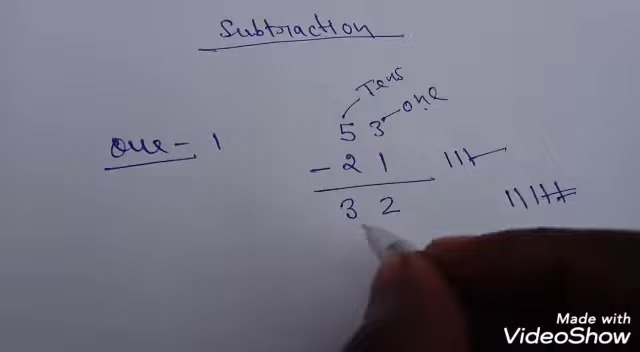 Subtraction
Tens
one
5 3
one - 1
- 2 1
3 2
Made with
VideoShow